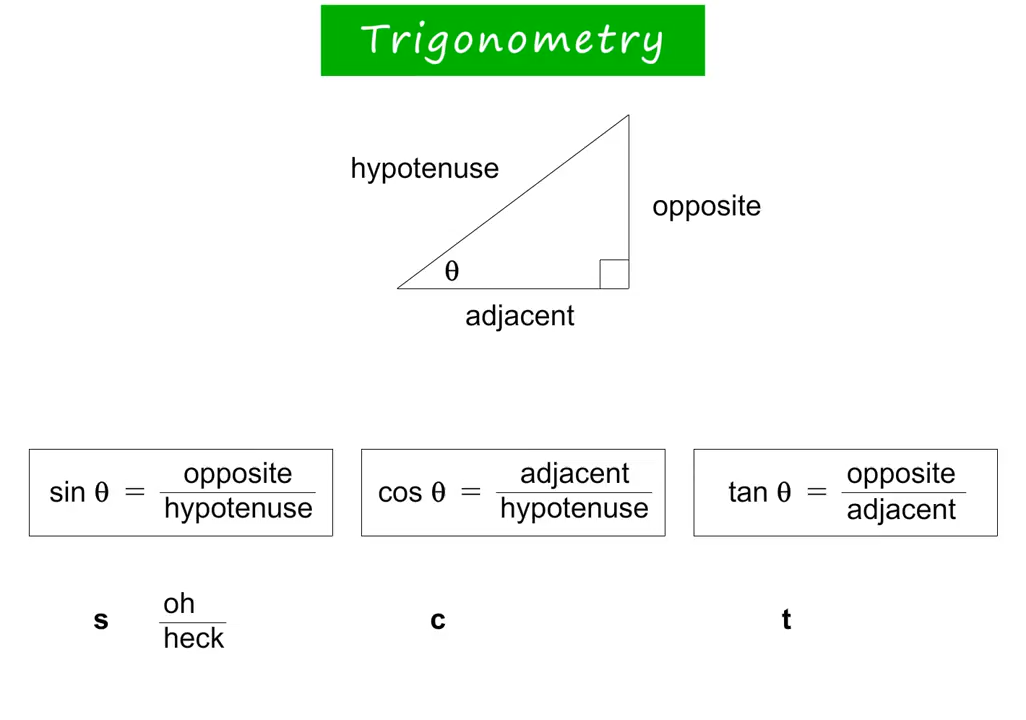 Trigonometry
hypotenuse
opposite
θ
adjacent
sin θ = opposite / hypotenuse
cos θ = adjacent / hypotenuse
tan θ = opposite / adjacent
s oh / heck
c
t